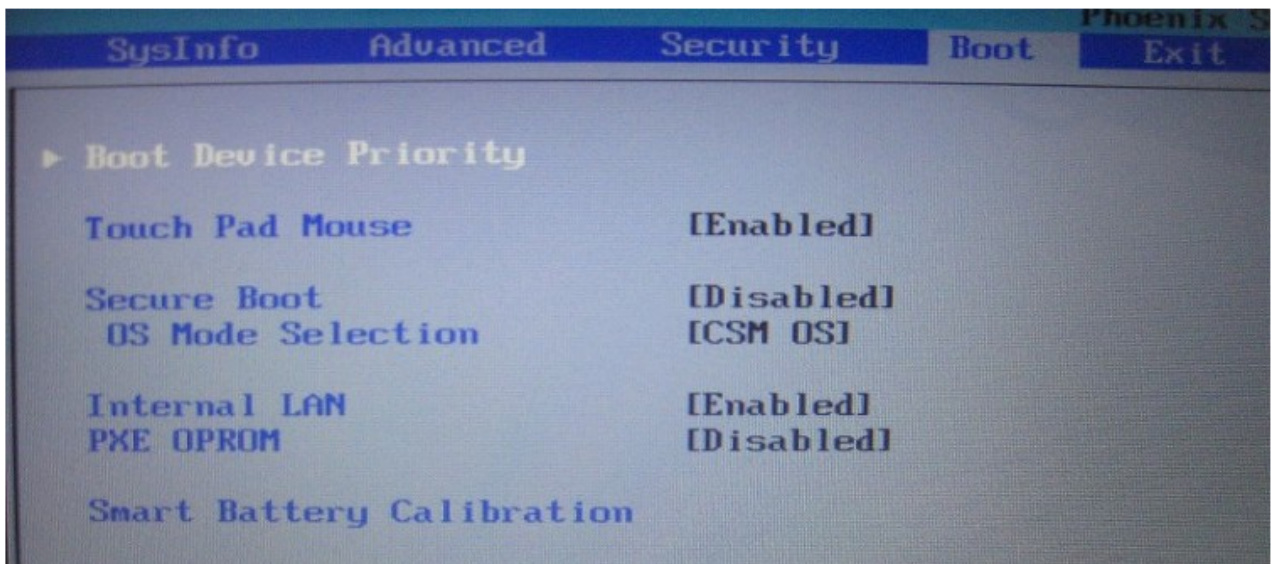 Phoenix S
SysInfo Advanced Security Boot Exit
Boot Device Priority
Touch Pad Mouse [Enabled]
Secure Boot [Disabled]
OS Mode Selection [CSM OS]
Internal LAN [Enabled]
PXE OPROM [Disabled]
Smart Battery Calibration